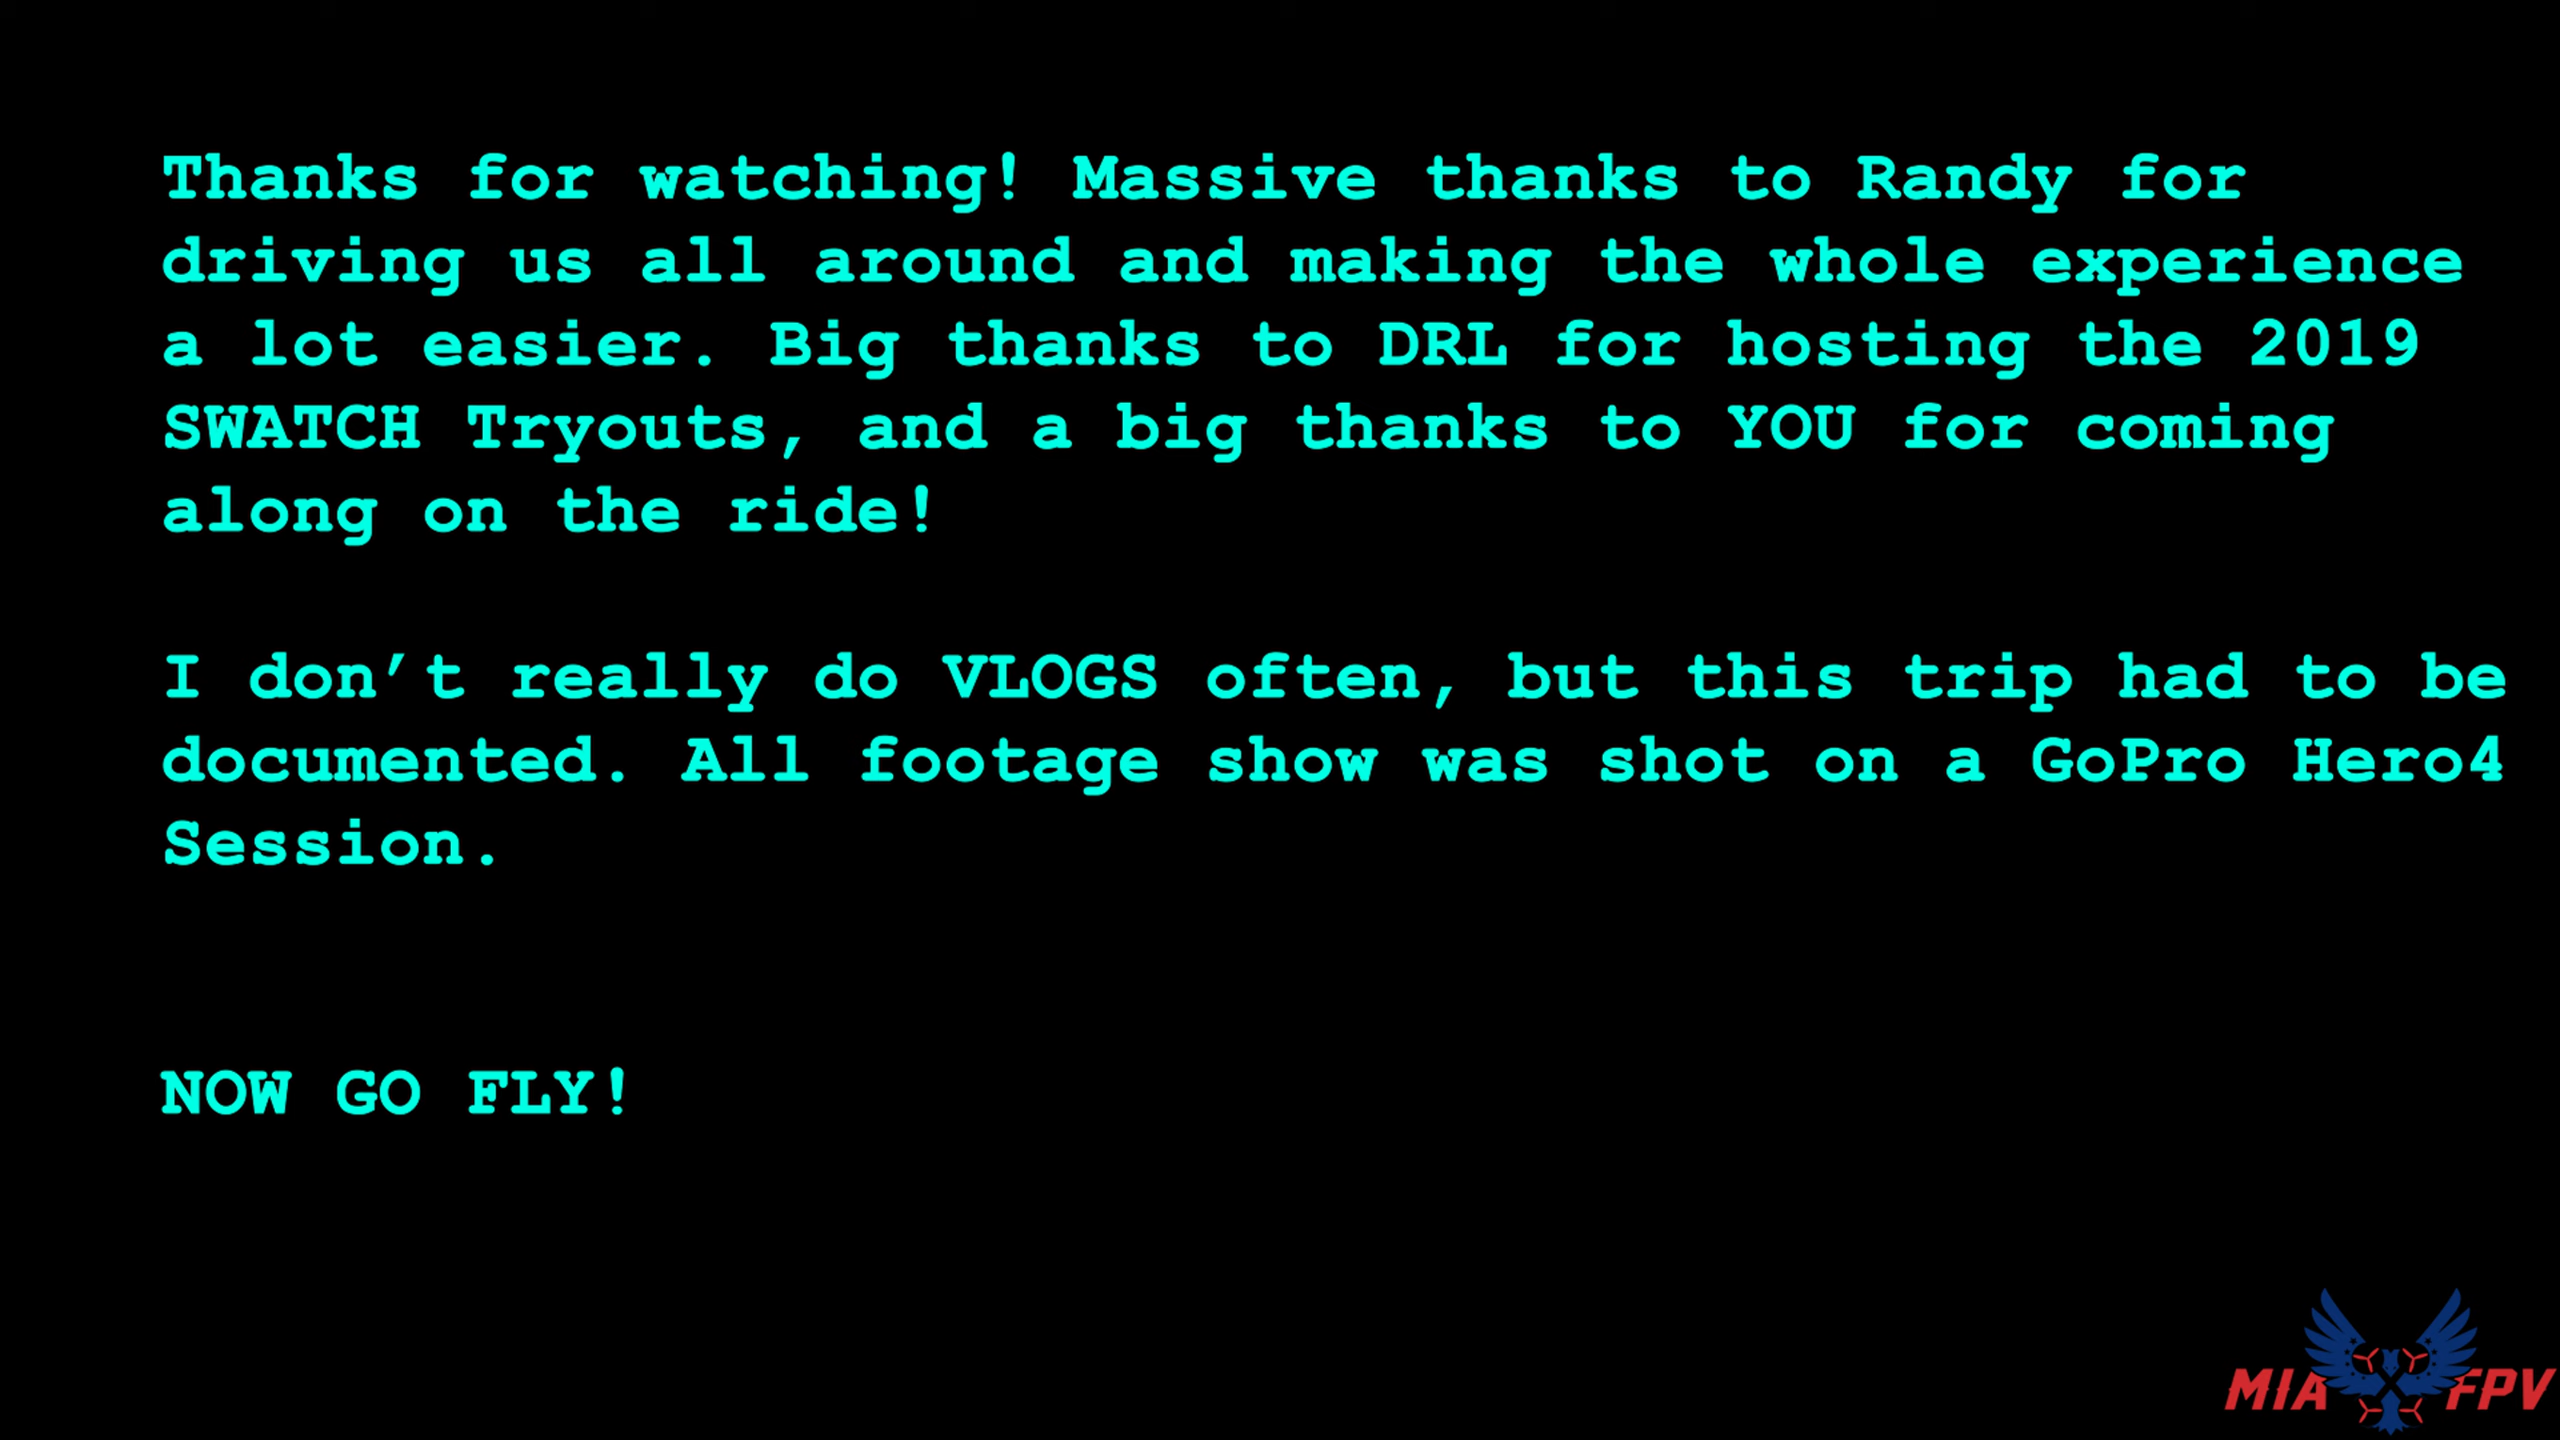 Thanks for watching! Massive thanks to Randy for
driving us all around and making the whole experience
a lot easier. Big thanks to DRL for hosting the 2019
SWATCH Tryouts, and a big thanks to YOU for coming
along on the ride!
I don’t really do VLOGS often, but this trip had to be
documented. All footage show was shot on a GoPro Hero4
Session.
NOW GO FLY!
MIA FPV